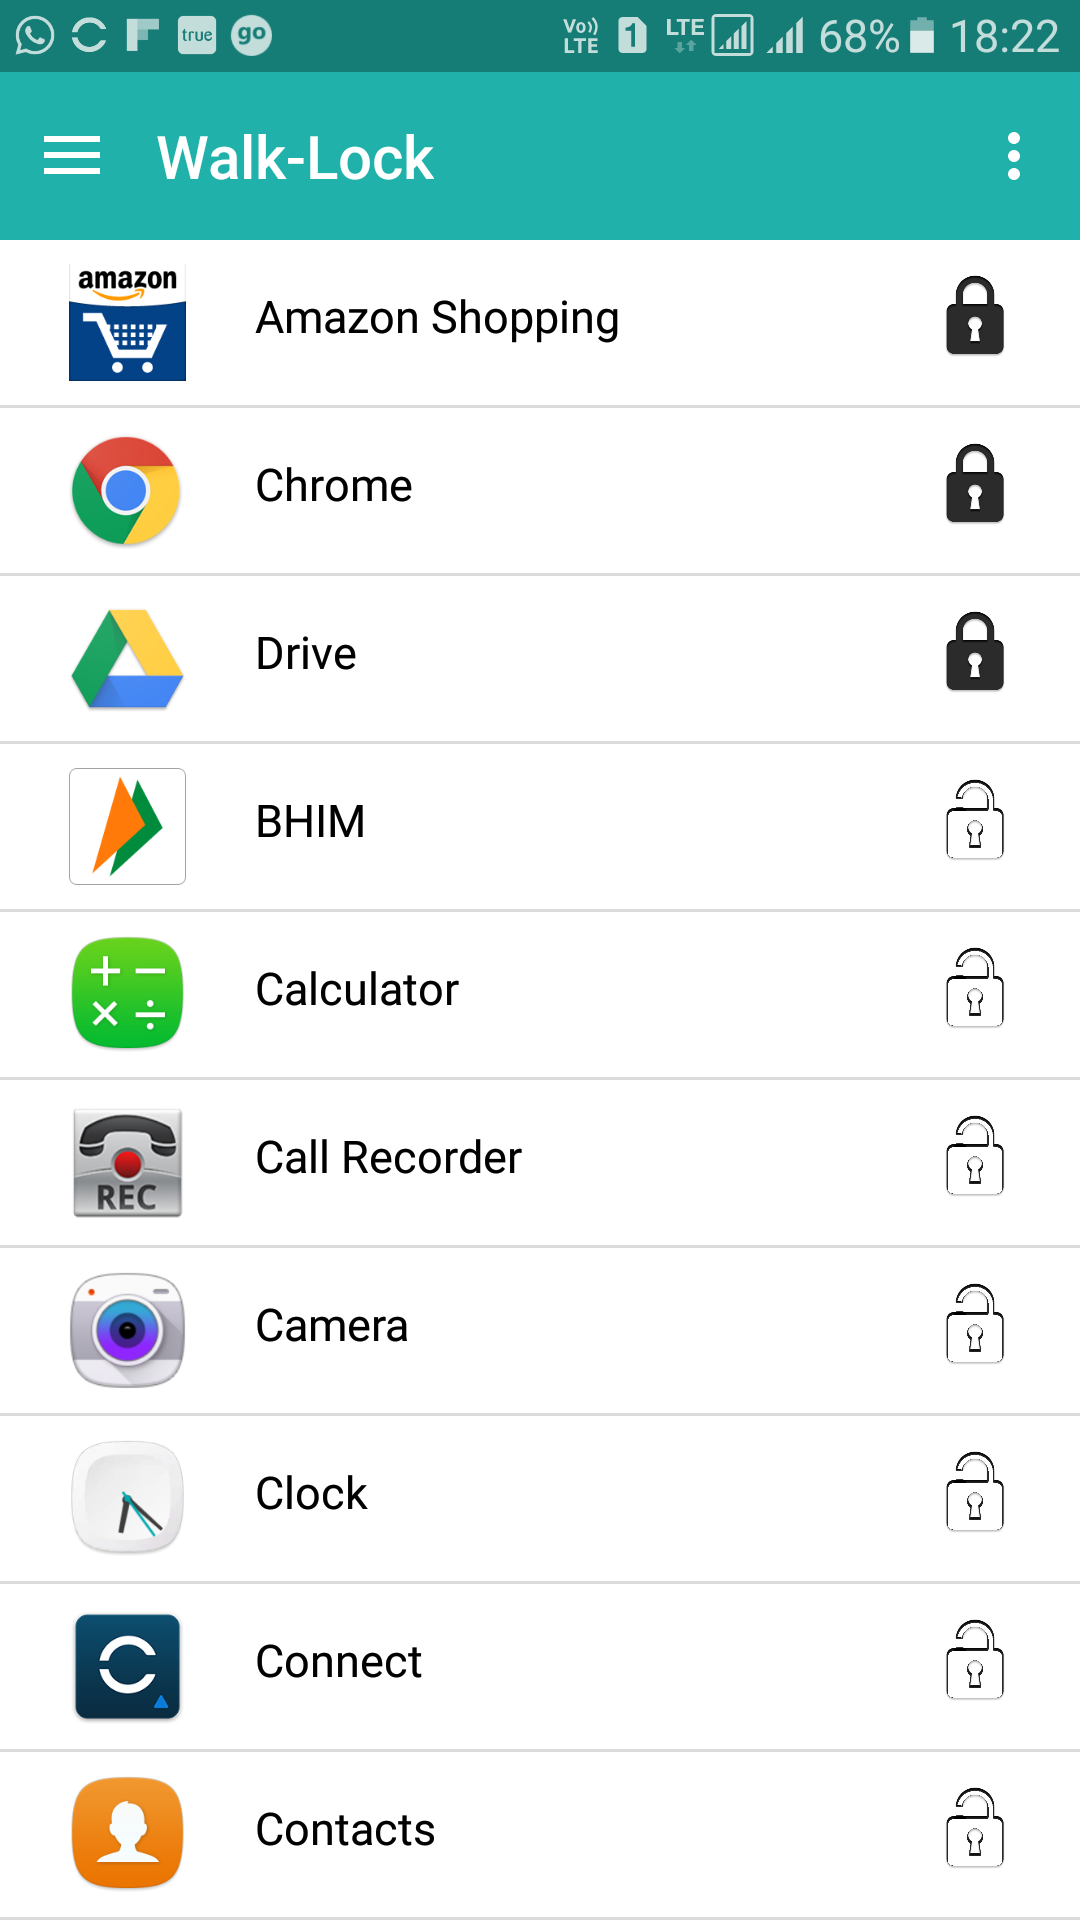 true go Vo)) LTE 1 LTE 68% 18:22
Walk-Lock
amazon
Amazon Shopping
Chrome
Drive
BHIM
Calculator
Call Recorder
REC
Camera
Clock
Connect
Contacts